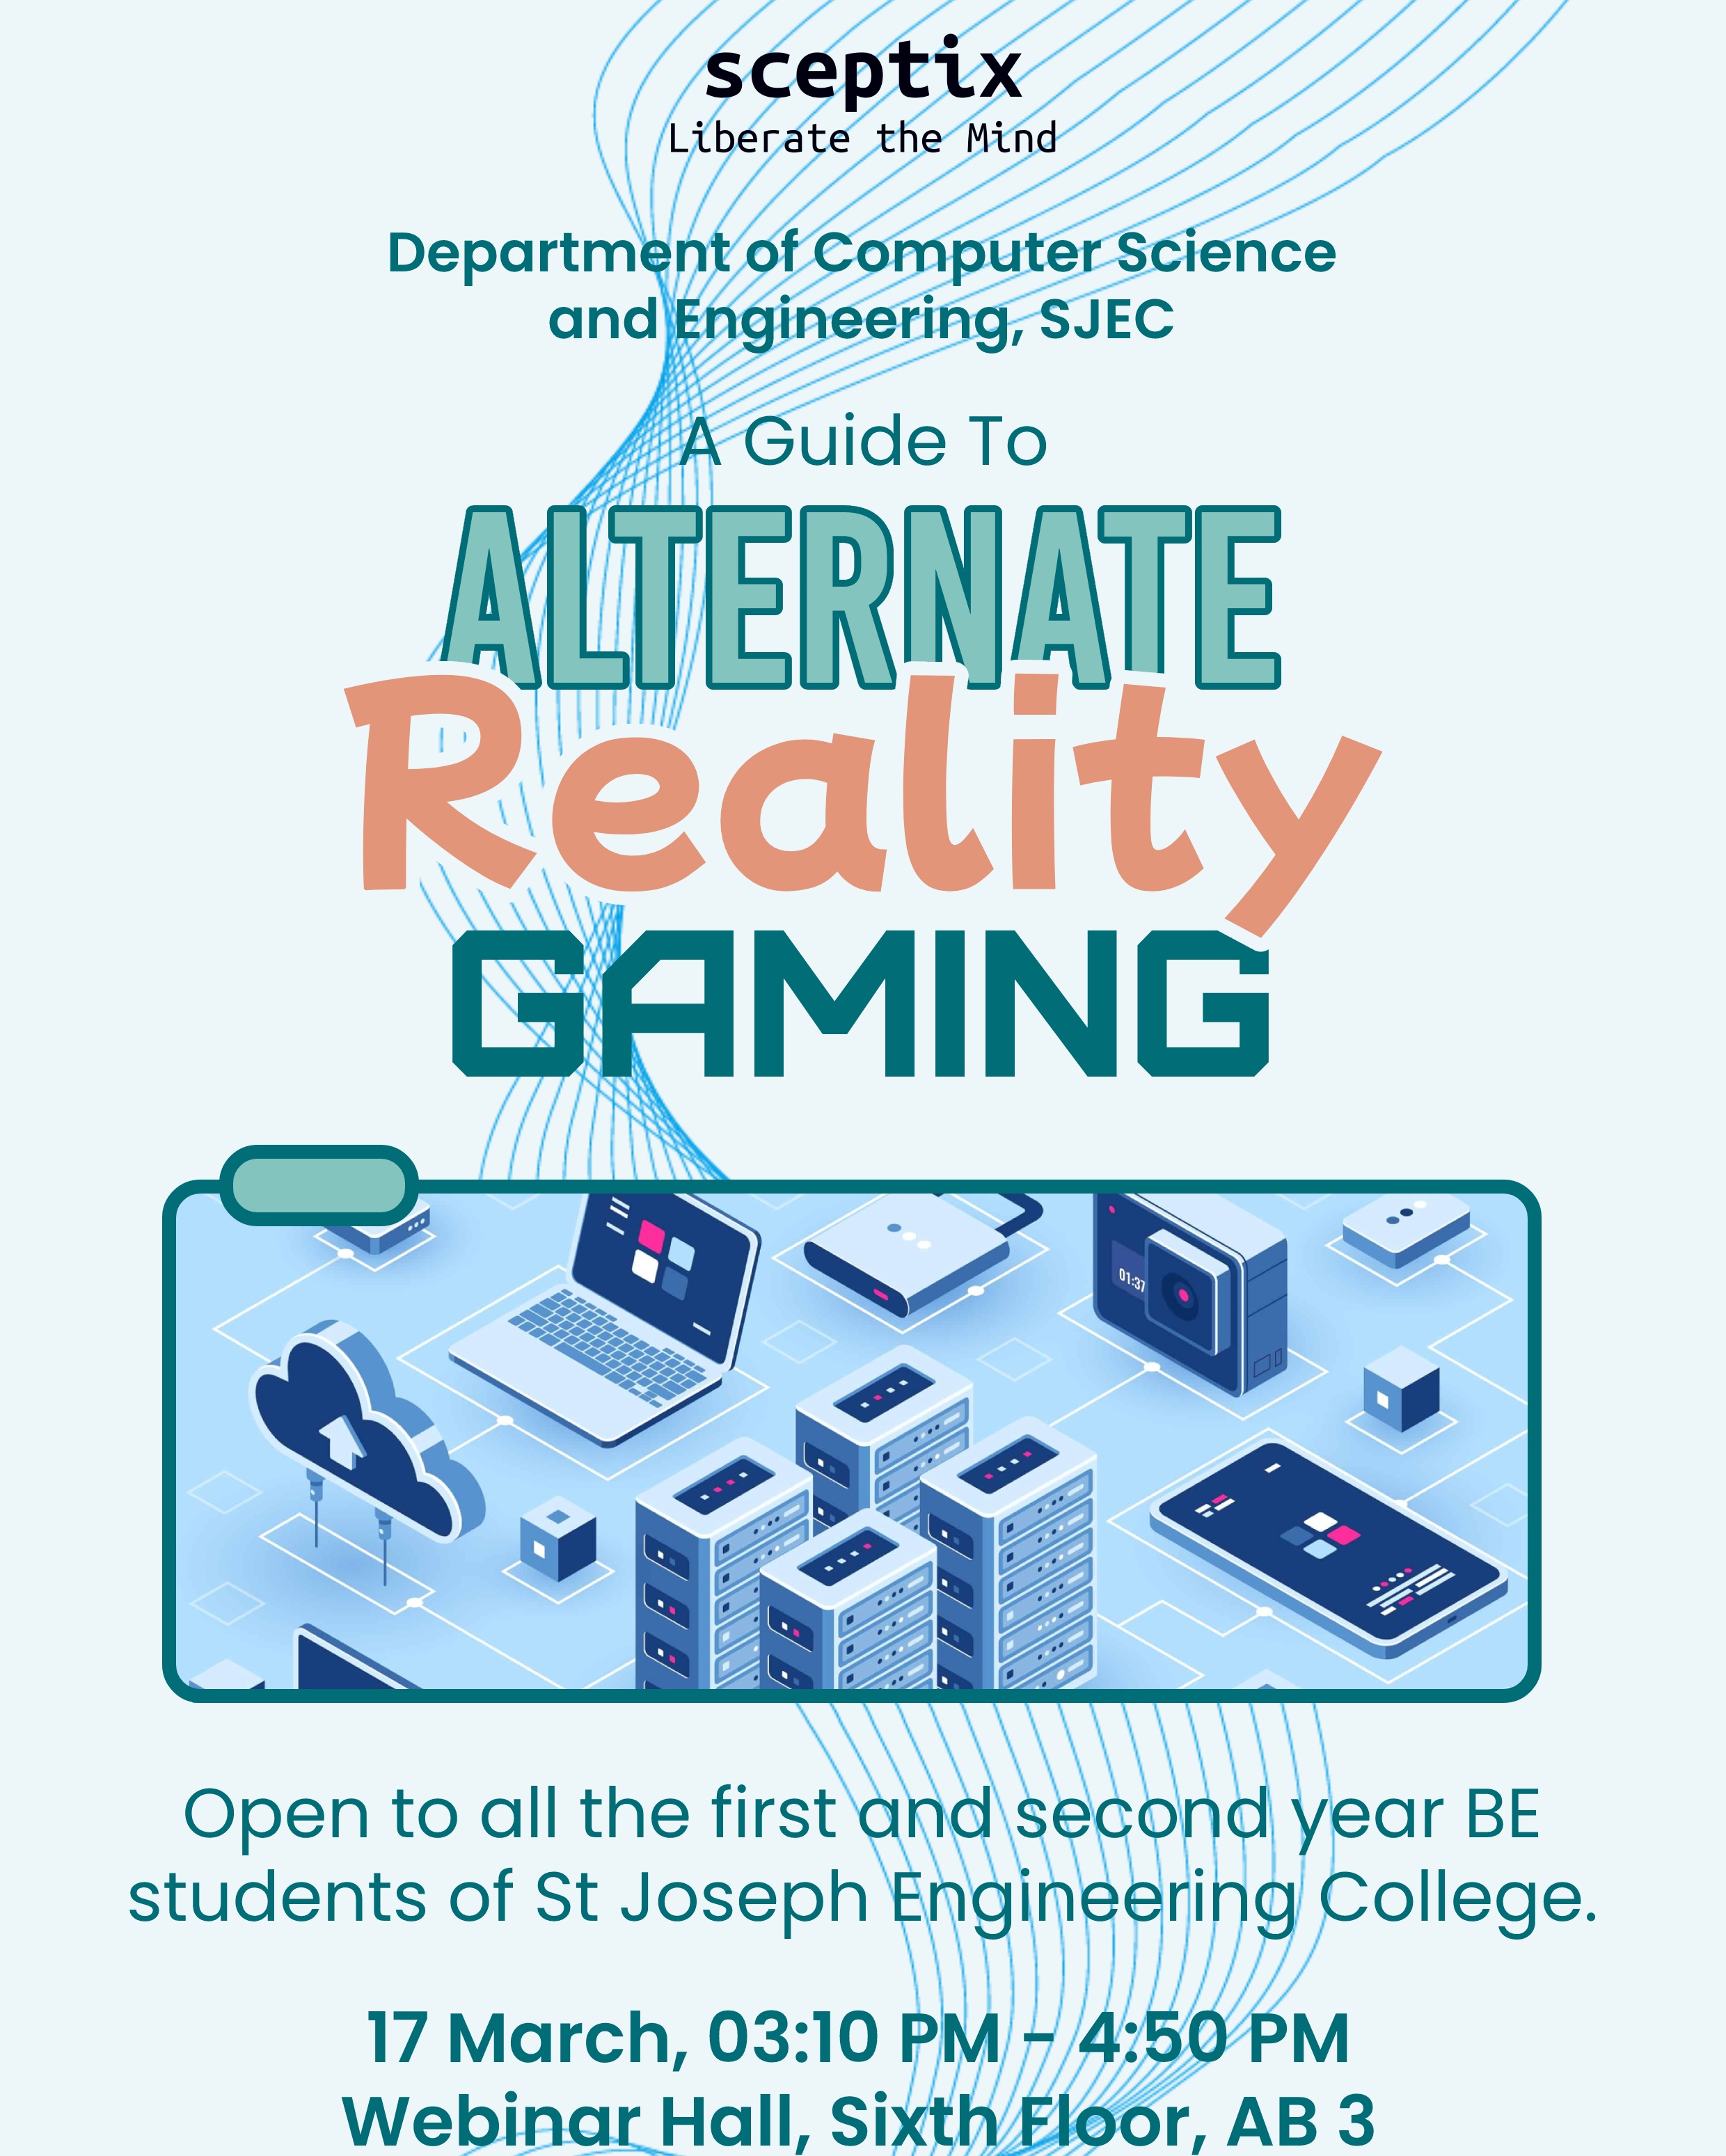 sceptix
Liberate the Mind
Department of Computer Science
and Engineering, SJEC
A Guide To
ALTERNATE
Reality
GAMING
01:37
Open to all the first and second year BE
students of St Joseph Engineering College.
17 March, 03:10 PM - 4:50 PM
Webinar Hall, Sixth Floor, AB 3